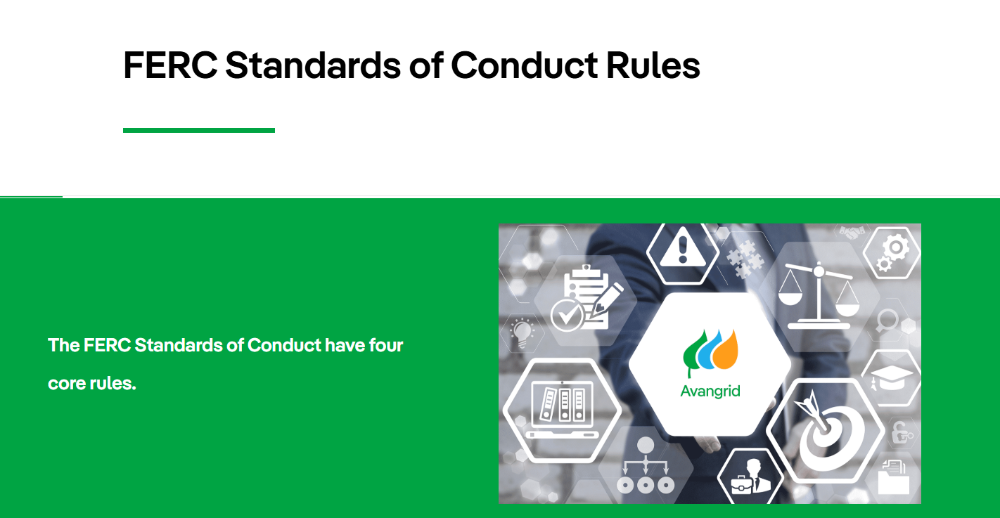 FERC Standards of Conduct Rules
The FERC Standards of Conduct have four
core rules.
Avangrid